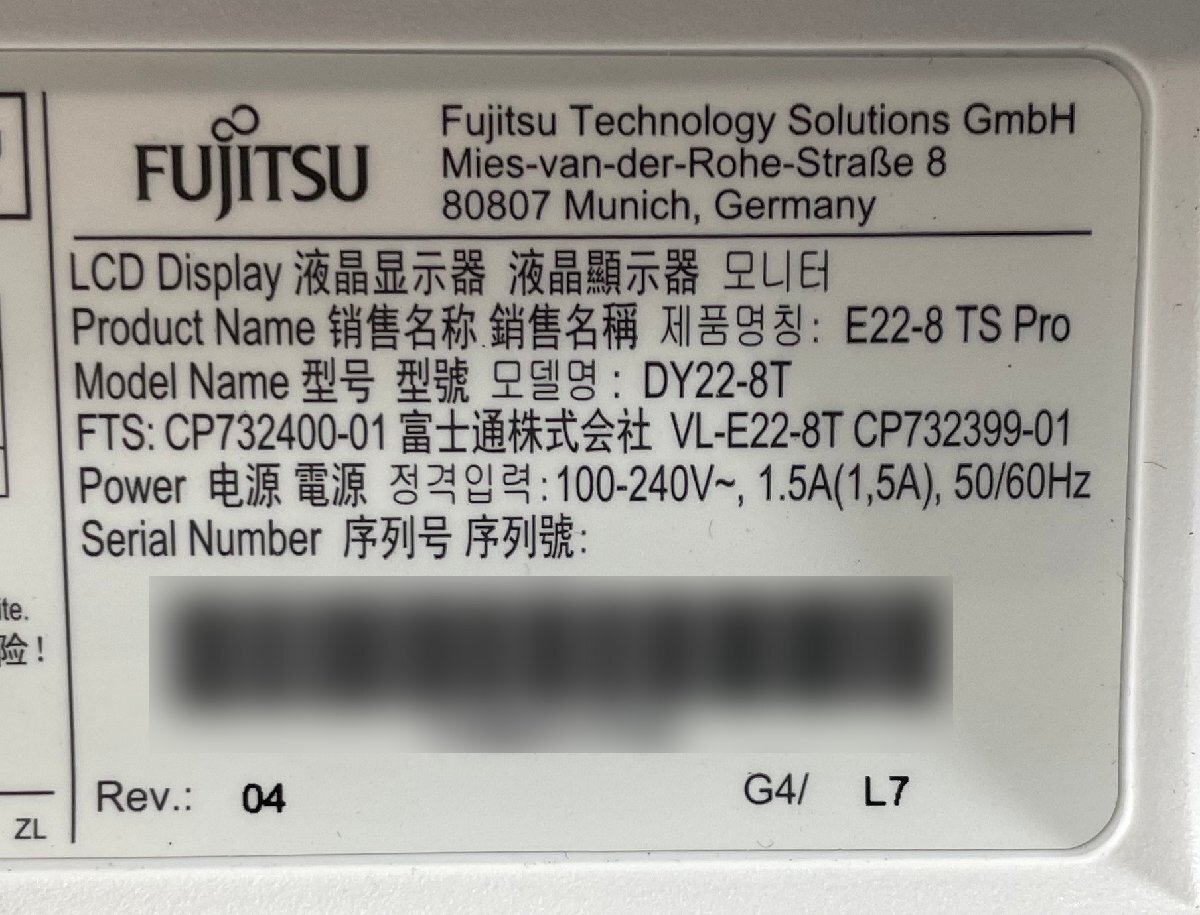 FUJITSU
Fujitsu Technology Solutions GmbH
Mies-van-der-Rohe-Straße 8
80807 Munich, Germany
LCD Display 液晶显示器 液晶顯示器 모니터
Product Name 销售名称 銷售名稱 제품명칭: E22-8 TS Pro
Model Name 型号 型號 모델명: DY22-8T
FTS: CP732400-01 富士通株式会社 VL-E22-8T CP732399-01
Power 电源 電源 정격입력:100-240V~, 1.5A(1,5A), 50/60Hz
Serial Number 序列号 序列號:
险!
Rev.: 04 G4/ L7
ZL